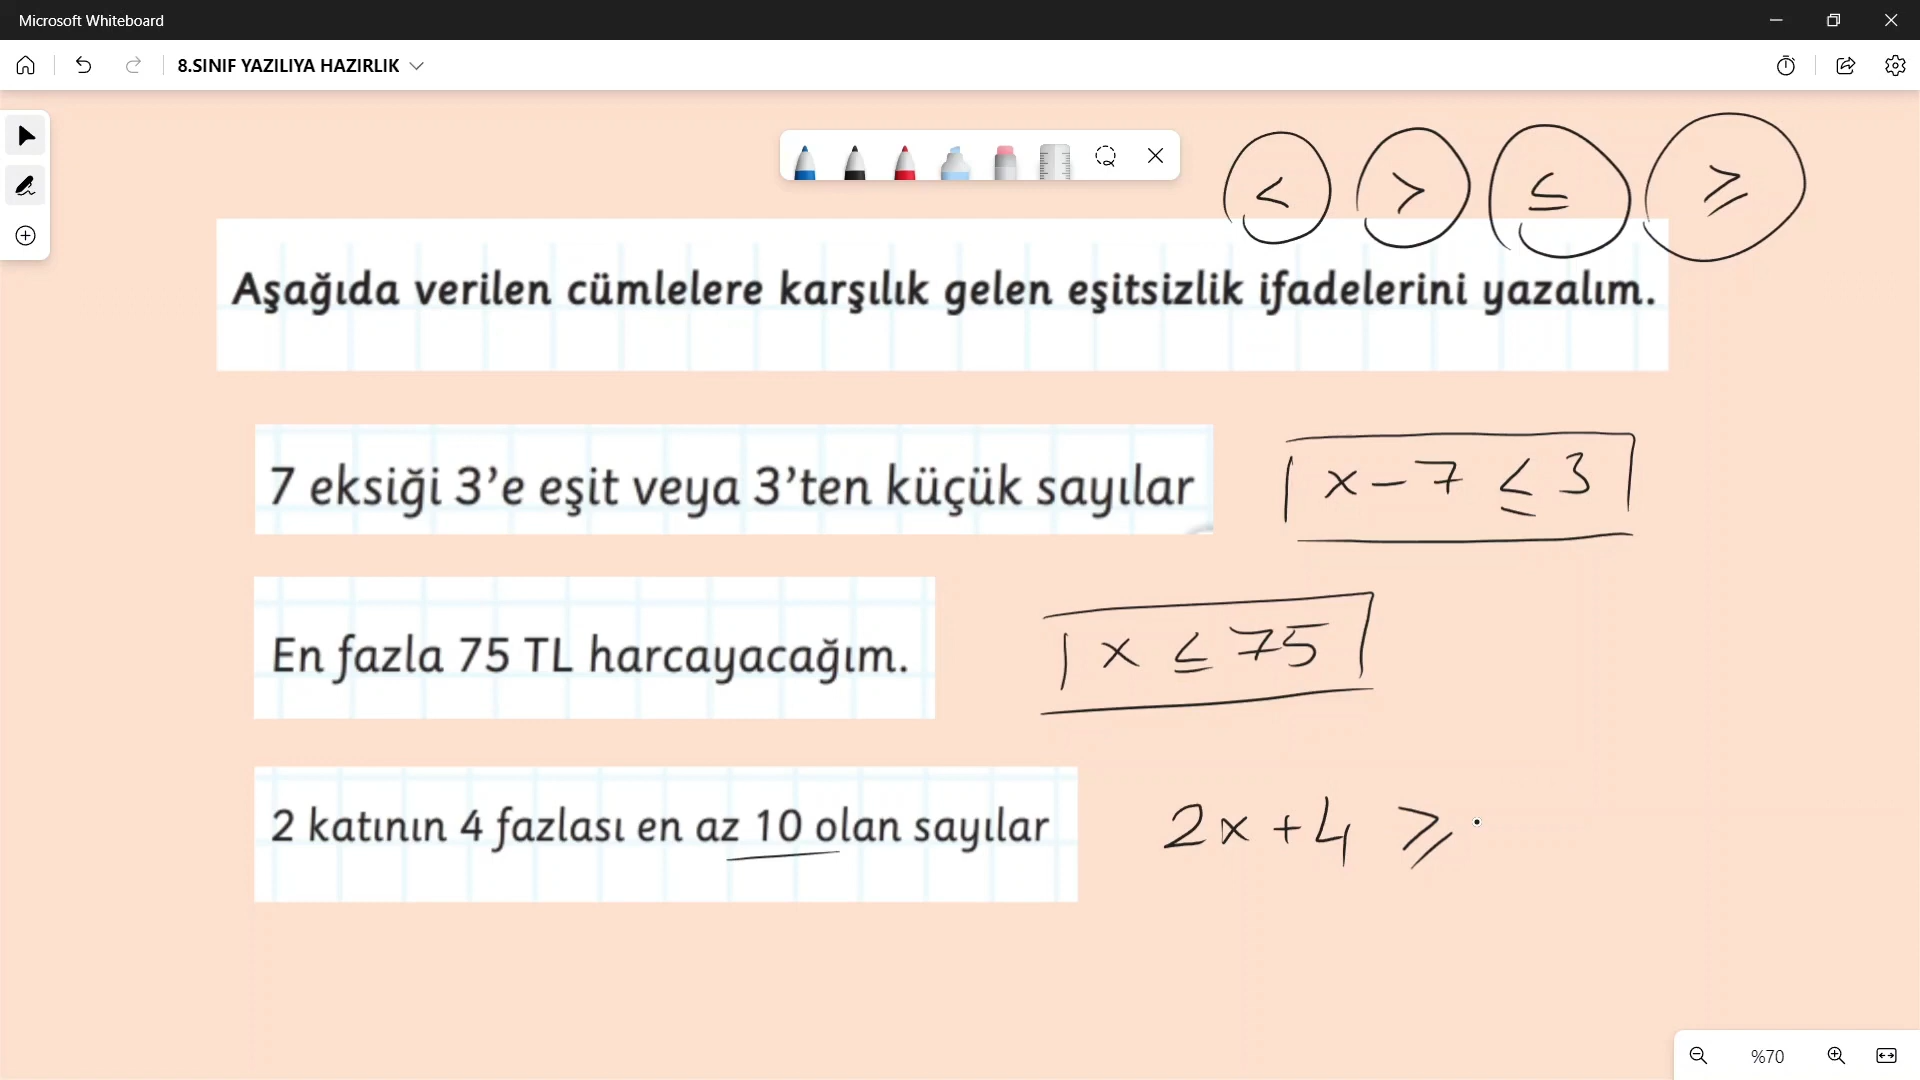 Microsoft Whiteboard
8.SINIF YAZILIYA HAZIRLIK
< > ≤ ≥
Aşağıda verilen cümlelere karşılık gelen eşitsizlik ifadelerini yazalım.
7 eksiği 3’e eşit veya 3’ten küçük sayılar
x - 7 ≤ 3
En fazla 75 TL harcayacağım.
x ≤ 75
2 katının 4 fazlası en az 10 olan sayılar
2x + 4 ≥
%70